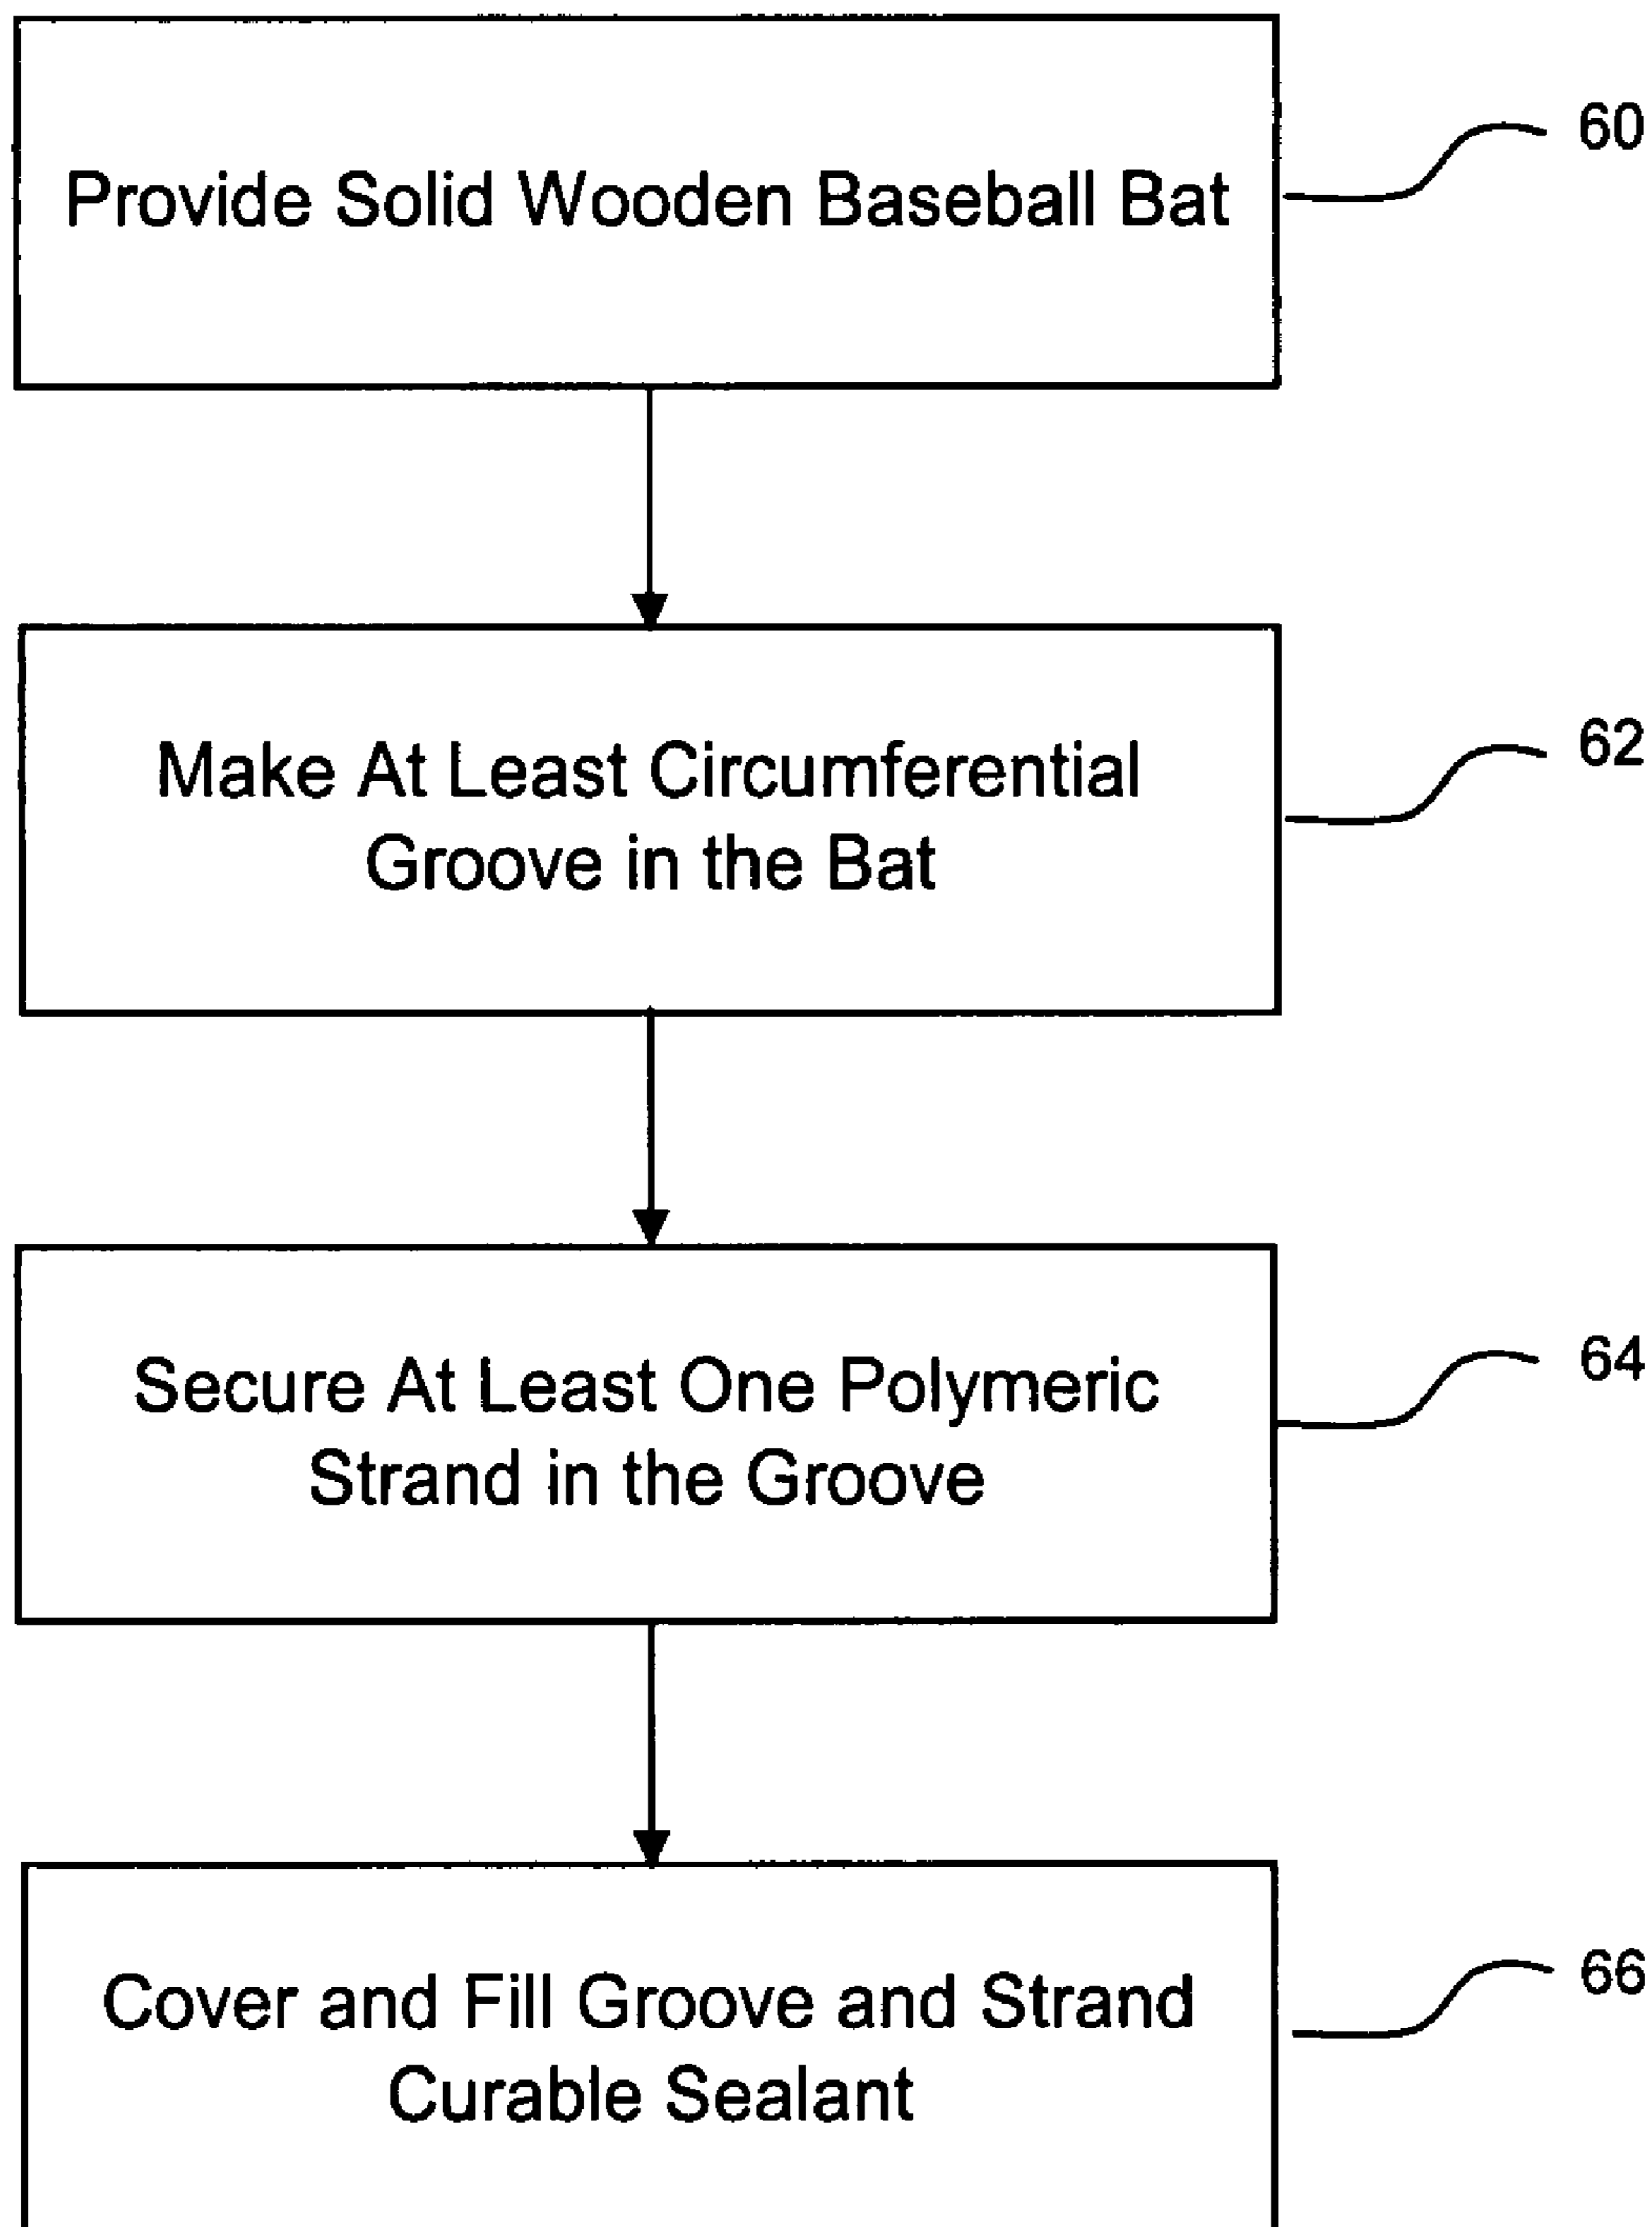 Provide Solid Wooden Baseball Bat
60
Make At Least Circumferential
Groove in the Bat
62
Secure At Least One Polymeric
Strand in the Groove
64
Cover and Fill Groove and Strand
Curable Sealant
66